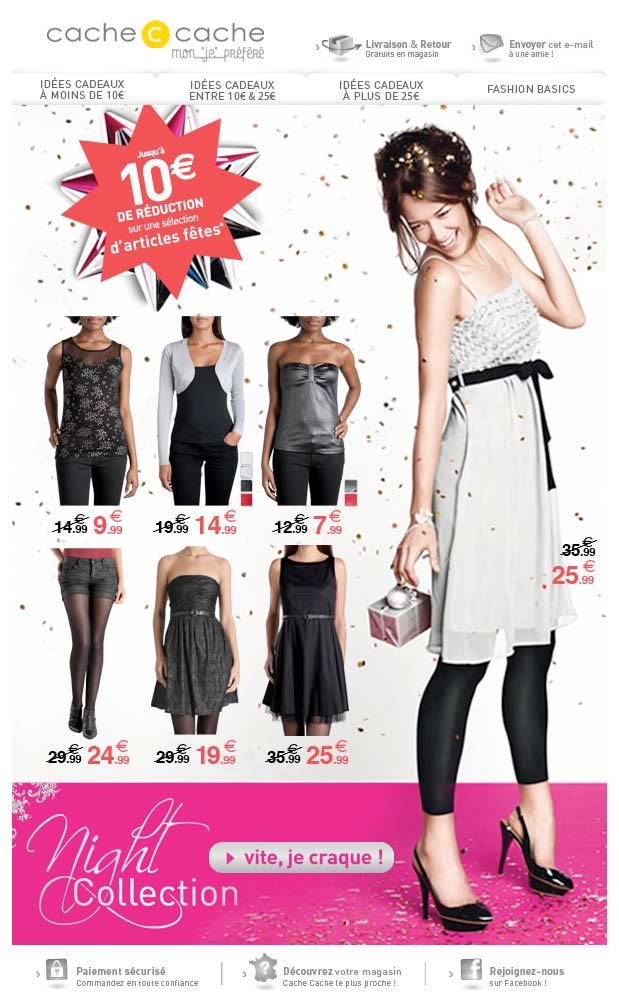 cache c cache
mon "je" préféré
Livraison & Retour
Gratuits en magasin
Envoyer cet e-mail
à une amie !
IDÉES CADEAUX
À MOINS DE 10€
IDÉES CADEAUX
ENTRE 10€ & 25€
IDÉES CADEAUX
À PLUS DE 25€
FASHION BASICS
Jusqu'à
10€
DE RÉDUCTION
sur une sélection
d'articles fêtes*
14€99 9€99
19€99 14€99
12€99 7€99
35€99
25€99
29€99 24€99
29€99 19€99
35€99 25€99
Night
Collection
vite, je craque !
Paiement sécurisé
Commandez en toute confiance
?
Découvrez votre magasin
Cache Cache le plus proche !
f
Rejoignez-nous
sur Facebook !